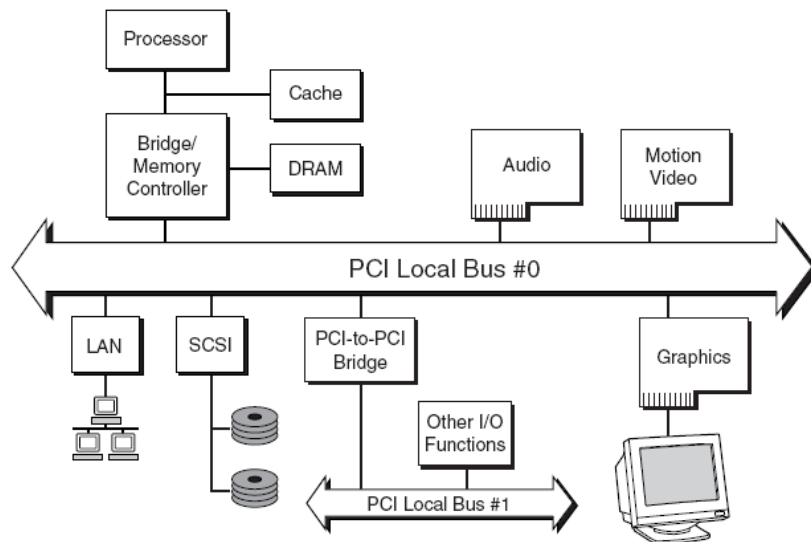 Processor
Cache
Bridge/
Memory
Controller
DRAM
Audio
Motion
Video
PCI Local Bus #0
LAN
SCSI
PCI-to-PCI
Bridge
Graphics
Other I/O
Functions
PCI Local Bus #1